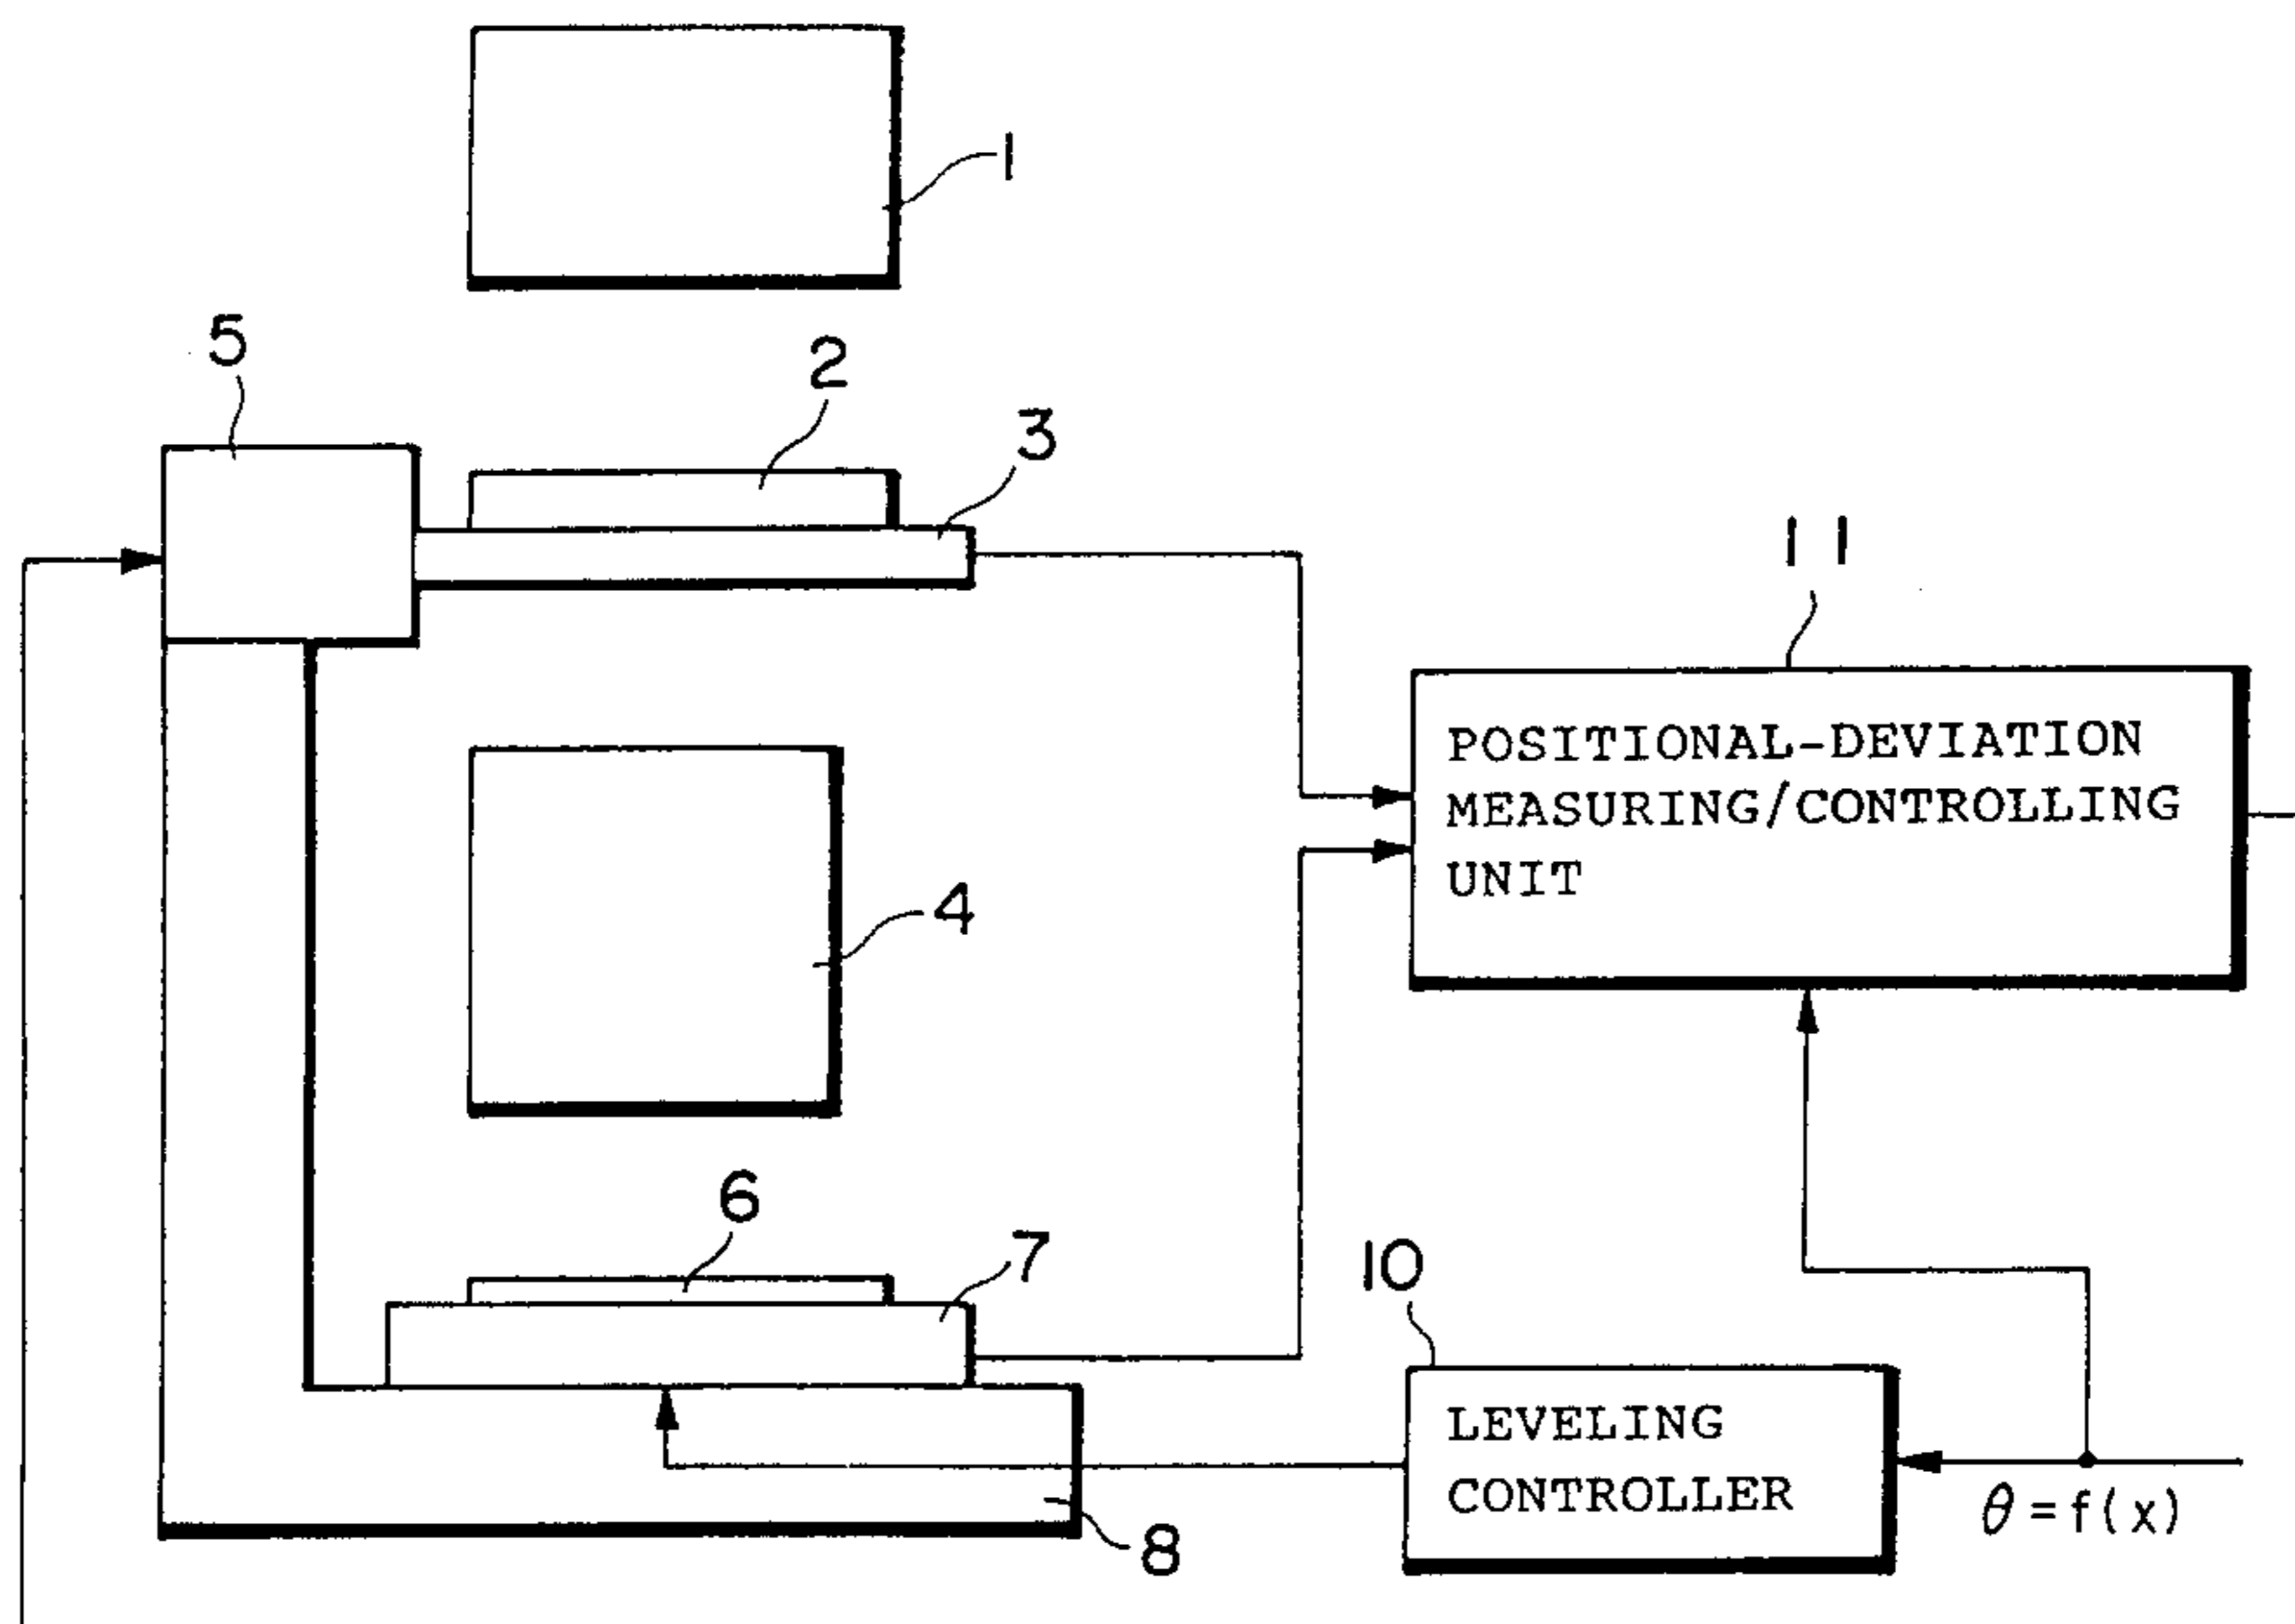 1
5
2
3
11
POSITIONAL-DEVIATION
MEASURING/CONTROLLING
UNIT
4
6
7
10
LEVELING
CONTROLLER
θ=f(x)
8